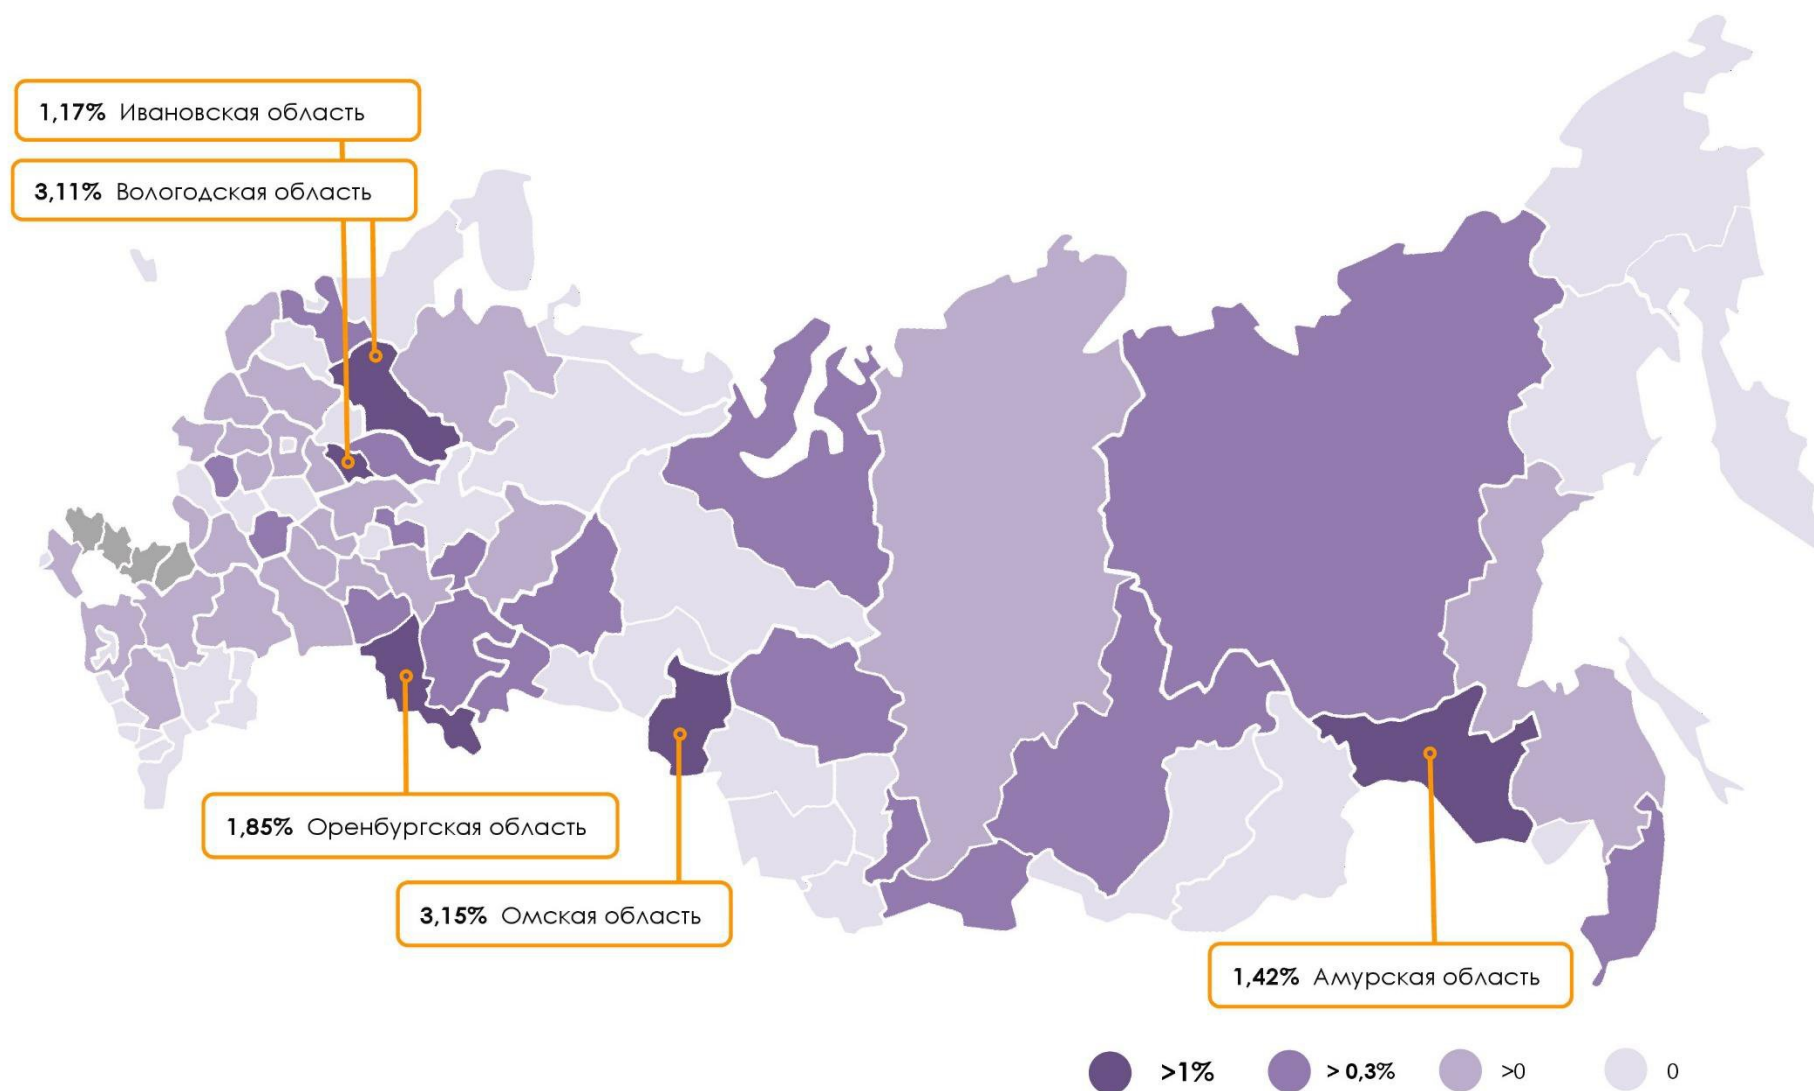 1,17% Ивановская область
3,11% Вологодская область
1,85% Оренбургская область
3,15% Омская область
1,42% Амурская область
>1% > 0,3% >0 0